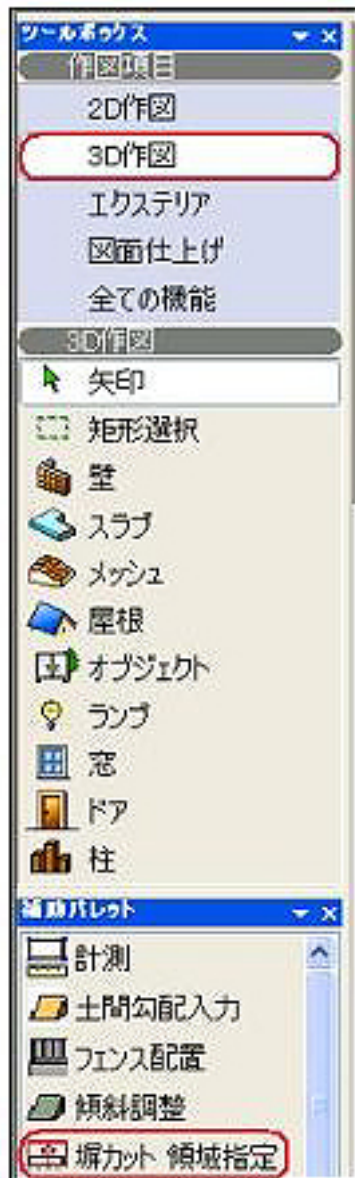 ツールボックス
作図項目
2D作図
3D作図
エクステリア
図面仕上げ
全ての機能
3D作図
矢印
矩形選択
壁
スラブ
メッシュ
屋根
オブジェクト
ランプ
窓
ドア
柱
補助パレット
計測
土間勾配入力
フェンス配置
傾斜調整
塀カット 領域指定